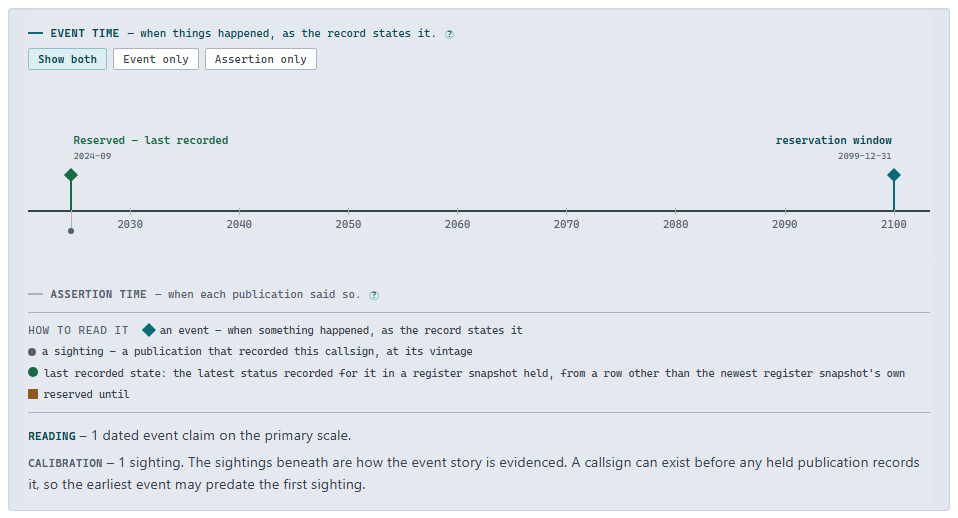 EVENT TIME — when things happened, as the record states it. ?
Show both Event only Assertion only
Reserved — last recorded reservation window
2024-09 2099-12-31
2030 2040 2050 2060 2070 2080 2090 2100
ASSERTION TIME — when each publication said so. ?
HOW TO READ IT an event — when something happened, as the record states it
a sighting — a publication that recorded this callsign, at its vintage
last recorded state: the latest status recorded for it in a register snapshot held, from a row other than the newest register snapshot's own
reserved until
READING — 1 dated event claim on the primary scale.
CALIBRATION — 1 sighting. The sightings beneath are how the event story is evidenced. A callsign can exist before any held publication records
it, so the earliest event may predate the first sighting.